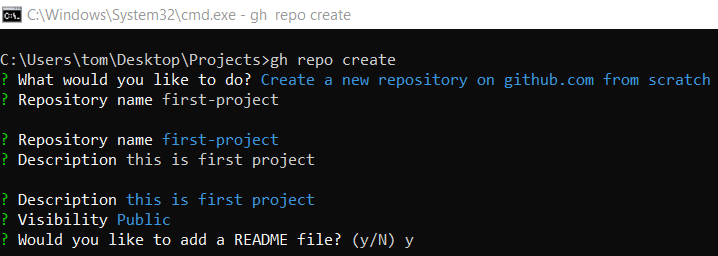 C:\Windows\System32\cmd.exe - gh  repo create
C:\Users\tom\Desktop\Projects>gh repo create
? What would you like to do? Create a new repository on github.com from scratch
? Repository name first-project
? Repository name first-project
? Description this is first project
? Description this is first project
? Visibility Public
? Would you like to add a README file? (y/N) y